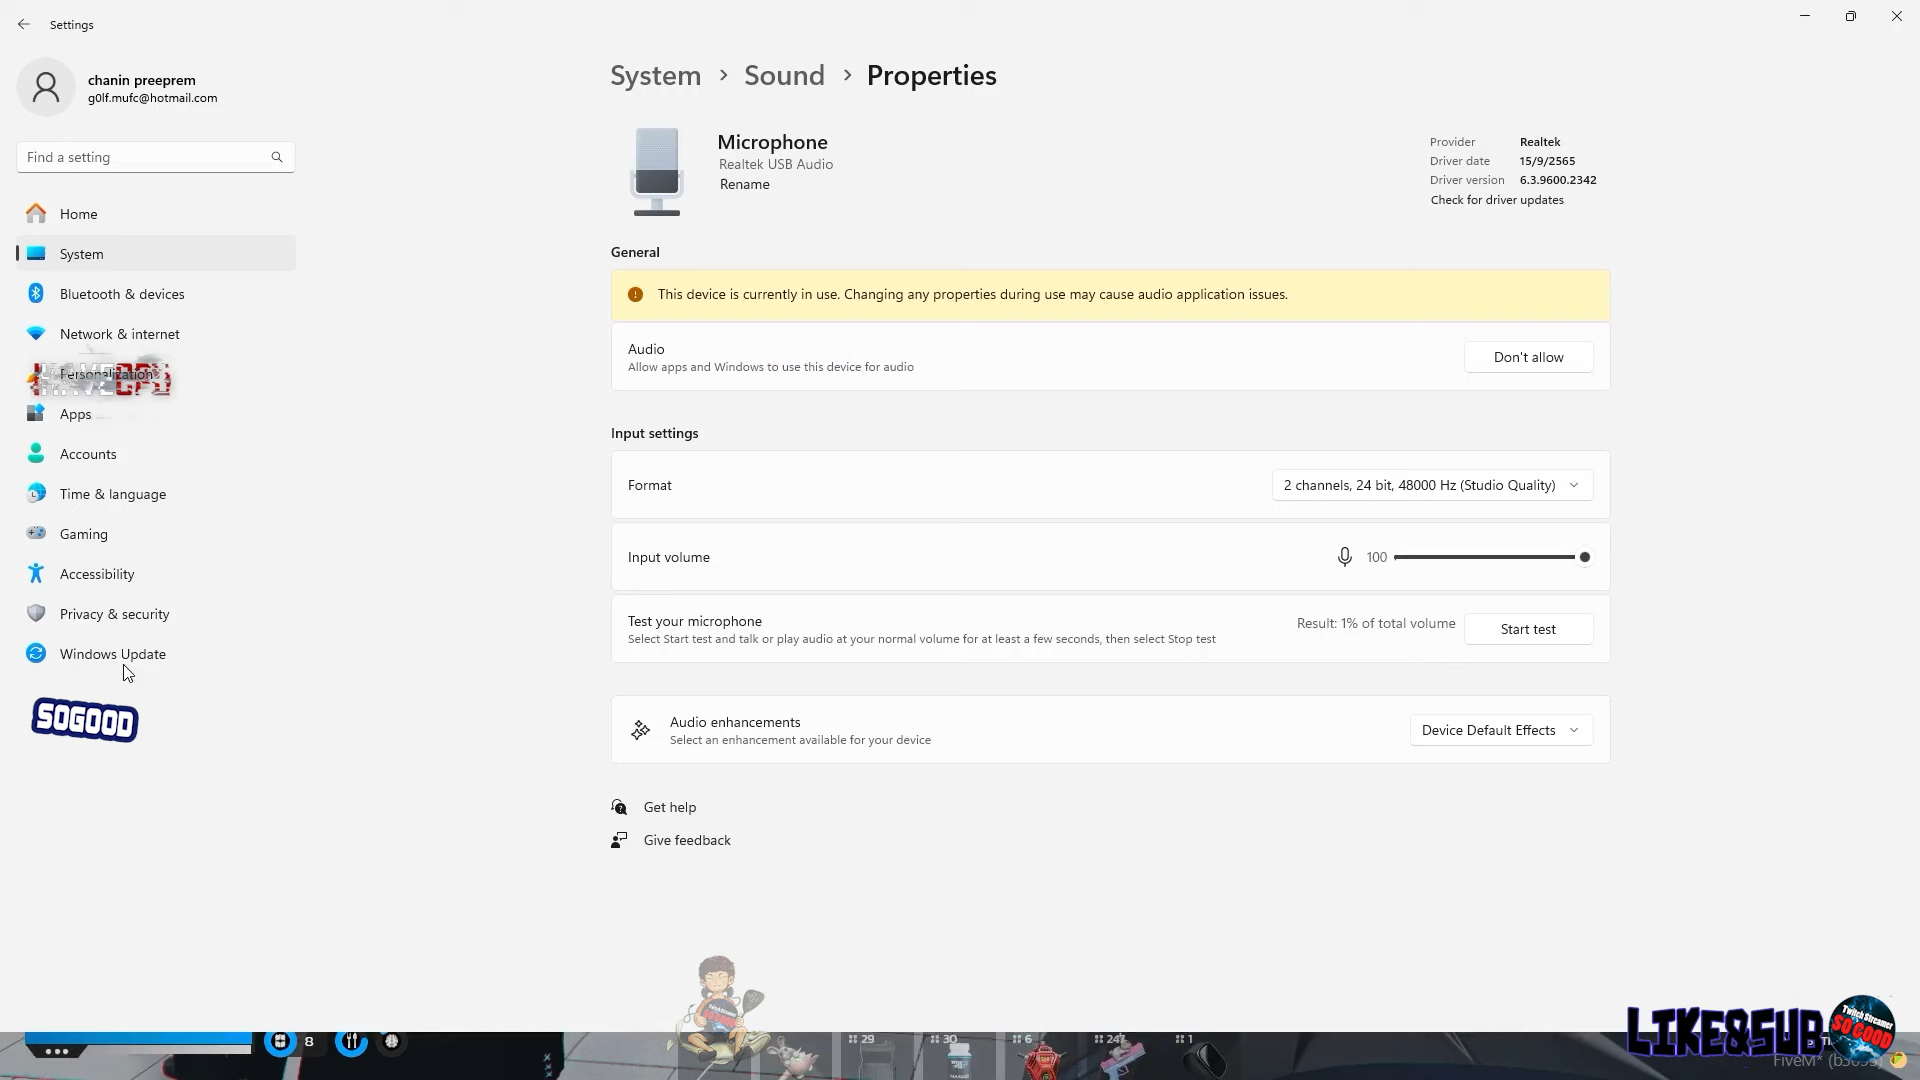 Settings
chanin preeprem
g0lf.mufc@hotmail.com
Find a setting
Home
System
Bluetooth & devices
Network & internet
Personalization
Apps
Accounts
Time & language
Gaming
Accessibility
Privacy & security
Windows Update
SOGOOD
System > Sound > Properties
Microphone
Realtek USB Audio
Rename
Provider Realtek
Driver date 15/9/2565
Driver version 6.3.9600.2342
Check for driver updates
General
This device is currently in use. Changing any properties during use may cause audio application issues.
Audio
Allow apps and Windows to use this device for audio
Don't allow
Input settings
Format
2 channels, 24 bit, 48000 Hz (Studio Quality)
Input volume
100
Test your microphone
Select Start test and talk or play audio at your normal volume for at least a few seconds, then select Stop test
Result: 1% of total volume
Start test
Audio enhancements
Select an enhancement available for your device
Device Default Effects
Get help
Give feedback
8
29
30
6
247
1
LIKE&SUB
Twitch Streamer
SO GOOD
FiveM*